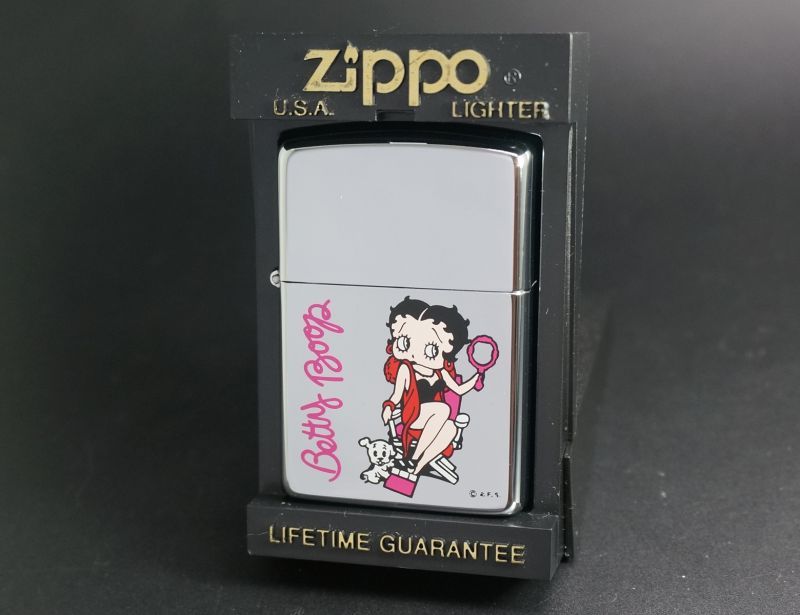 zippo ®
U.S.A. LIGHTER
Betty Boop
© K.F.S.
LIFETIME GUARANTEE